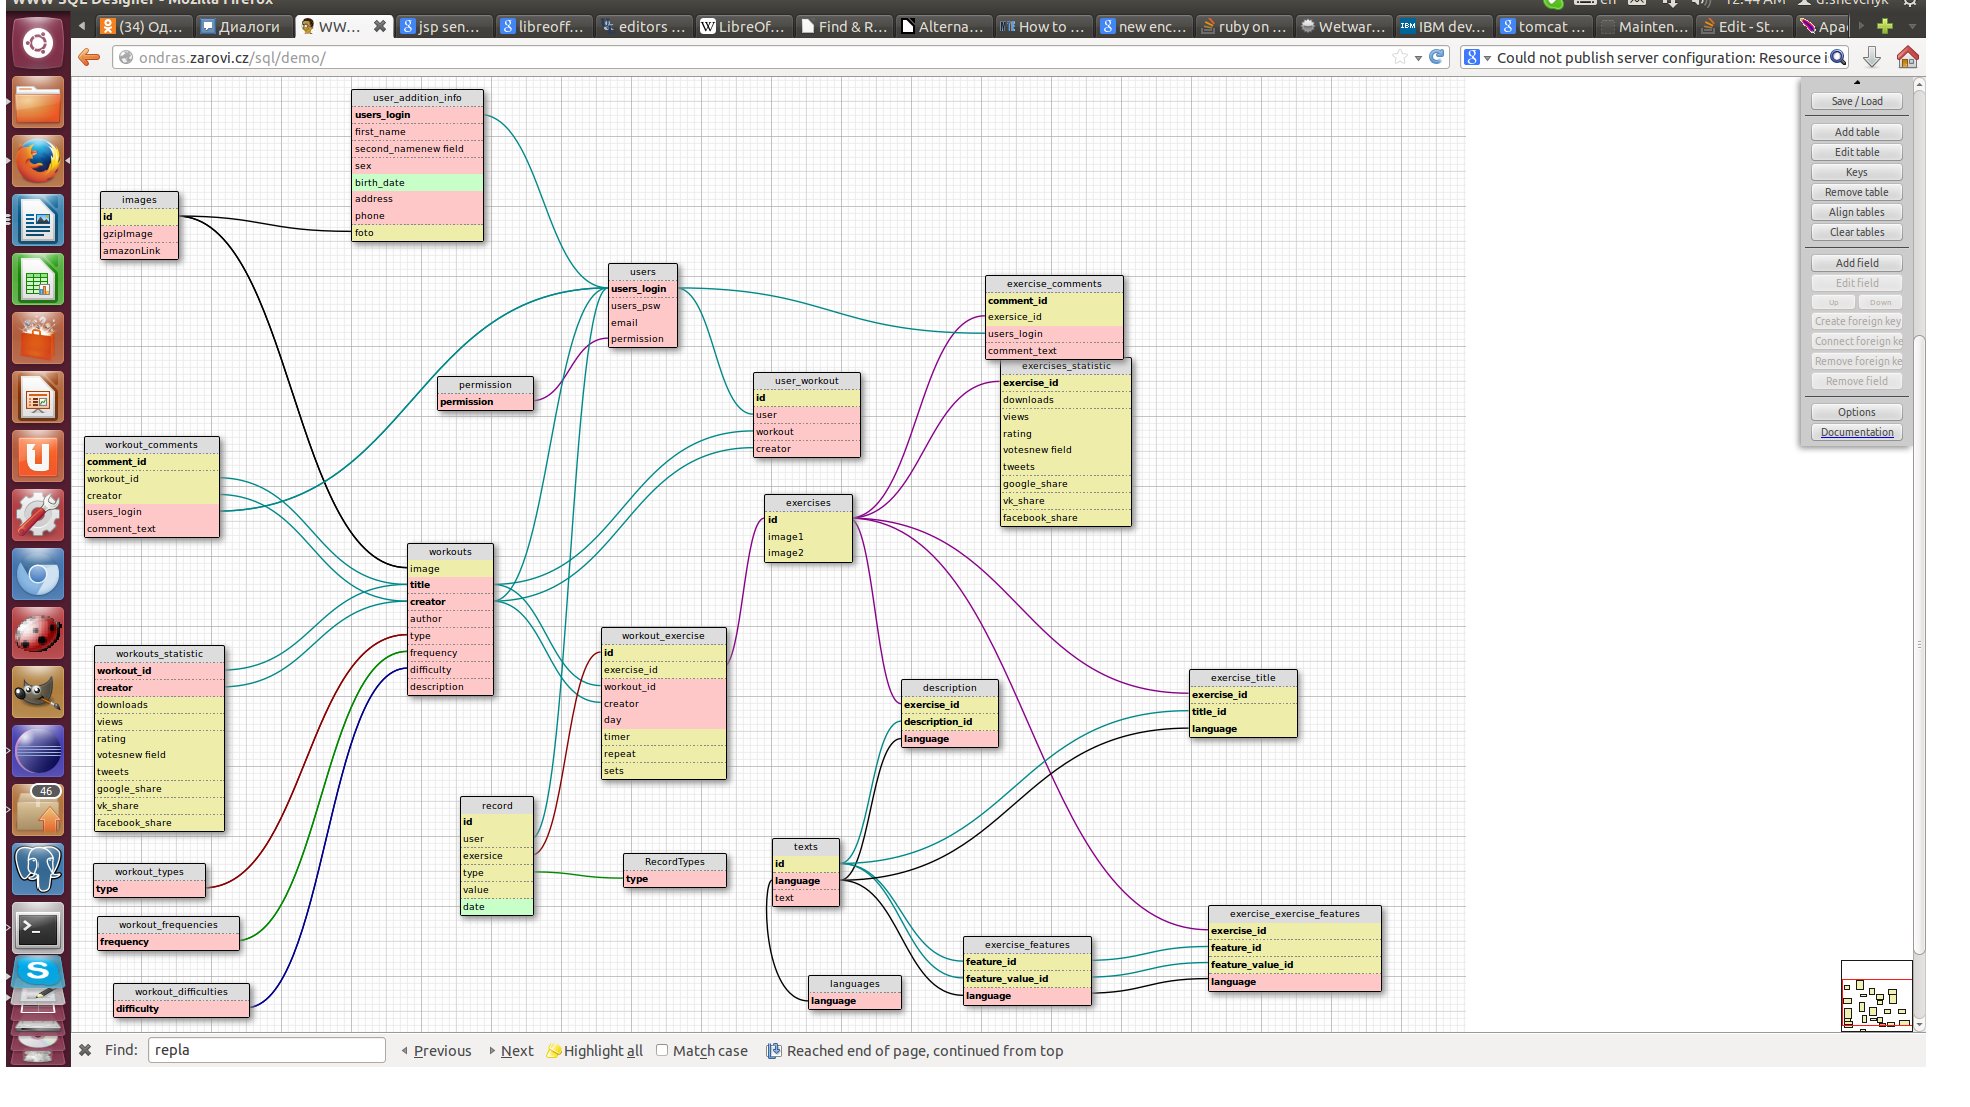 WWW SQL Designer - Mozilla Firefox
en
12:44 AM
d.shevchyk
(34) Од...
Диалоги
WW...
jsp sen...
libreoff...
editors ...
LibreOf...
Find & R...
Alterna...
How to ...
new enc...
ruby on ...
Wetwar...
IBM dev...
tomcat ...
Mainten...
Edit - St...
Apa
ondras.zarovi.cz/sql/demo/
Could not publish server configuration: Resource i
Save / Load
Add table
Edit table
Keys
Remove table
Align tables
Clear tables
Add field
Edit field
Up
Down
Create foreign key
Connect foreign ke
Remove foreign ke
Remove field
Options
Documentation
user_addition_info
users_login
first_name
second_namenew field
sex
birth_date
address
phone
foto
images
id
gzipImage
amazonLink
users
users_login
users_psw
email
permission
exercise_comments
comment_id
exersice_id
users_login
comment_text
exercises_statistic
exercise_id
downloads
views
rating
votesnew field
tweets
google_share
vk_share
facebook_share
permission
permission
user_workout
id
user
workout
creator
workout_comments
comment_id
workout_id
creator
users_login
comment_text
exercises
id
image1
image2
workouts
image
title
creator
author
type
frequency
difficulty
description
workout_exercise
id
exercise_id
workout_id
creator
day
timer
repeat
sets
workouts_statistic
workout_id
creator
downloads
views
rating
votesnew field
tweets
google_share
vk_share
facebook_share
description
exercise_id
description_id
language
exercise_title
exercise_id
title_id
language
record
id
user
exersice
type
value
date
RecordTypes
type
texts
id
language
text
workout_types
type
workout_frequencies
frequency
workout_difficulties
difficulty
languages
language
exercise_features
feature_id
feature_value_id
language
exercise_exercise_features
exercise_id
feature_id
feature_value_id
language
46
Find:
repla
Previous
Next
Highlight all
Match case
Reached end of page, continued from top